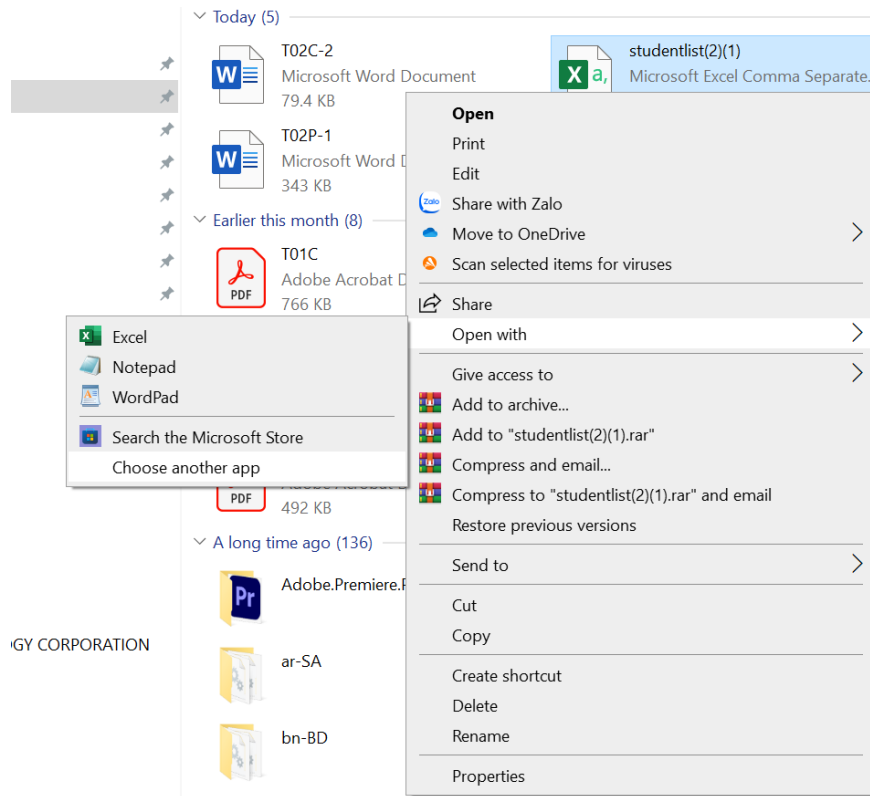 Today (5)
T02C-2
Microsoft Word Document
79.4 KB
studentlist(2)(1)
Microsoft Excel Comma Separate
T02P-1
Microsoft Word
343 KB
Earlier this month (8)
T01C
Adobe Acrobat
766 KB
PDF
PDF
492 KB
A long time ago (136)
Adobe.Premiere.
Pr
ar-SA
bn-BD
CORPORATION
Open
Print
Edit
Zalo
Share with Zalo
Move to OneDrive
Scan selected items for viruses
Share
Open with
Give access to
Add to archive...
Add to "studentlist(2)(1).rar"
Compress and email...
Compress to "studentlist(2)(1).rar" and email
Restore previous versions
Send to
Cut
Copy
Create shortcut
Delete
Rename
Properties
Excel
Notepad
WordPad
Search the Microsoft Store
Choose another app